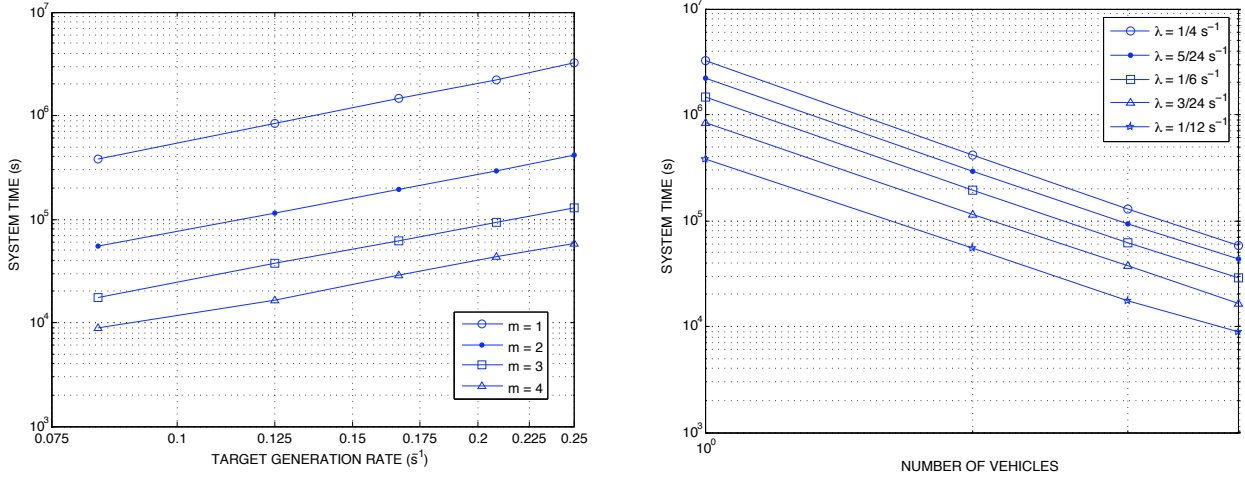 10^7
10^6
10^5
10^4
10^3
SYSTEM TIME (s)
0.075
0.1
0.125
0.15
0.175
0.2
0.225
0.25
TARGET GENERATION RATE (s̄^1)
m = 1
m = 2
m = 3
m = 4
10^7
10^6
10^5
10^4
10^3
SYSTEM TIME (s)
10^0
NUMBER OF VEHICLES
λ = 1/4 s^−1
λ = 5/24 s^−1
λ = 1/6 s^−1
λ = 3/24 s^−1
λ = 1/12 s^−1